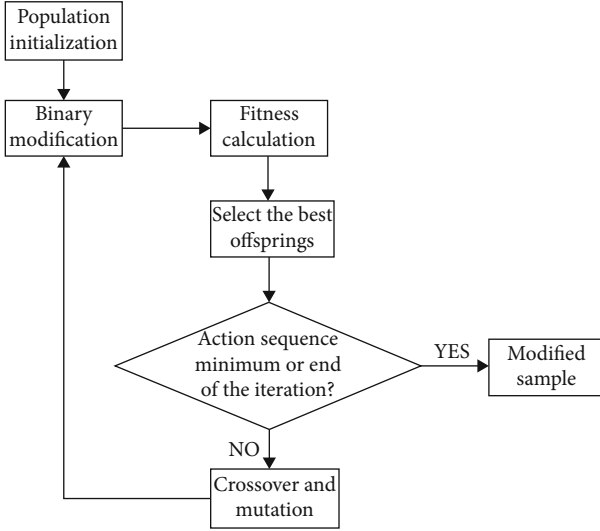 Population
initialization
Binary
modification
Fitness
calculation
Select the best
offsprings
Action sequence
minimum or end
of the iteration?
YES
Modified
sample
NO
Crossover and
mutation